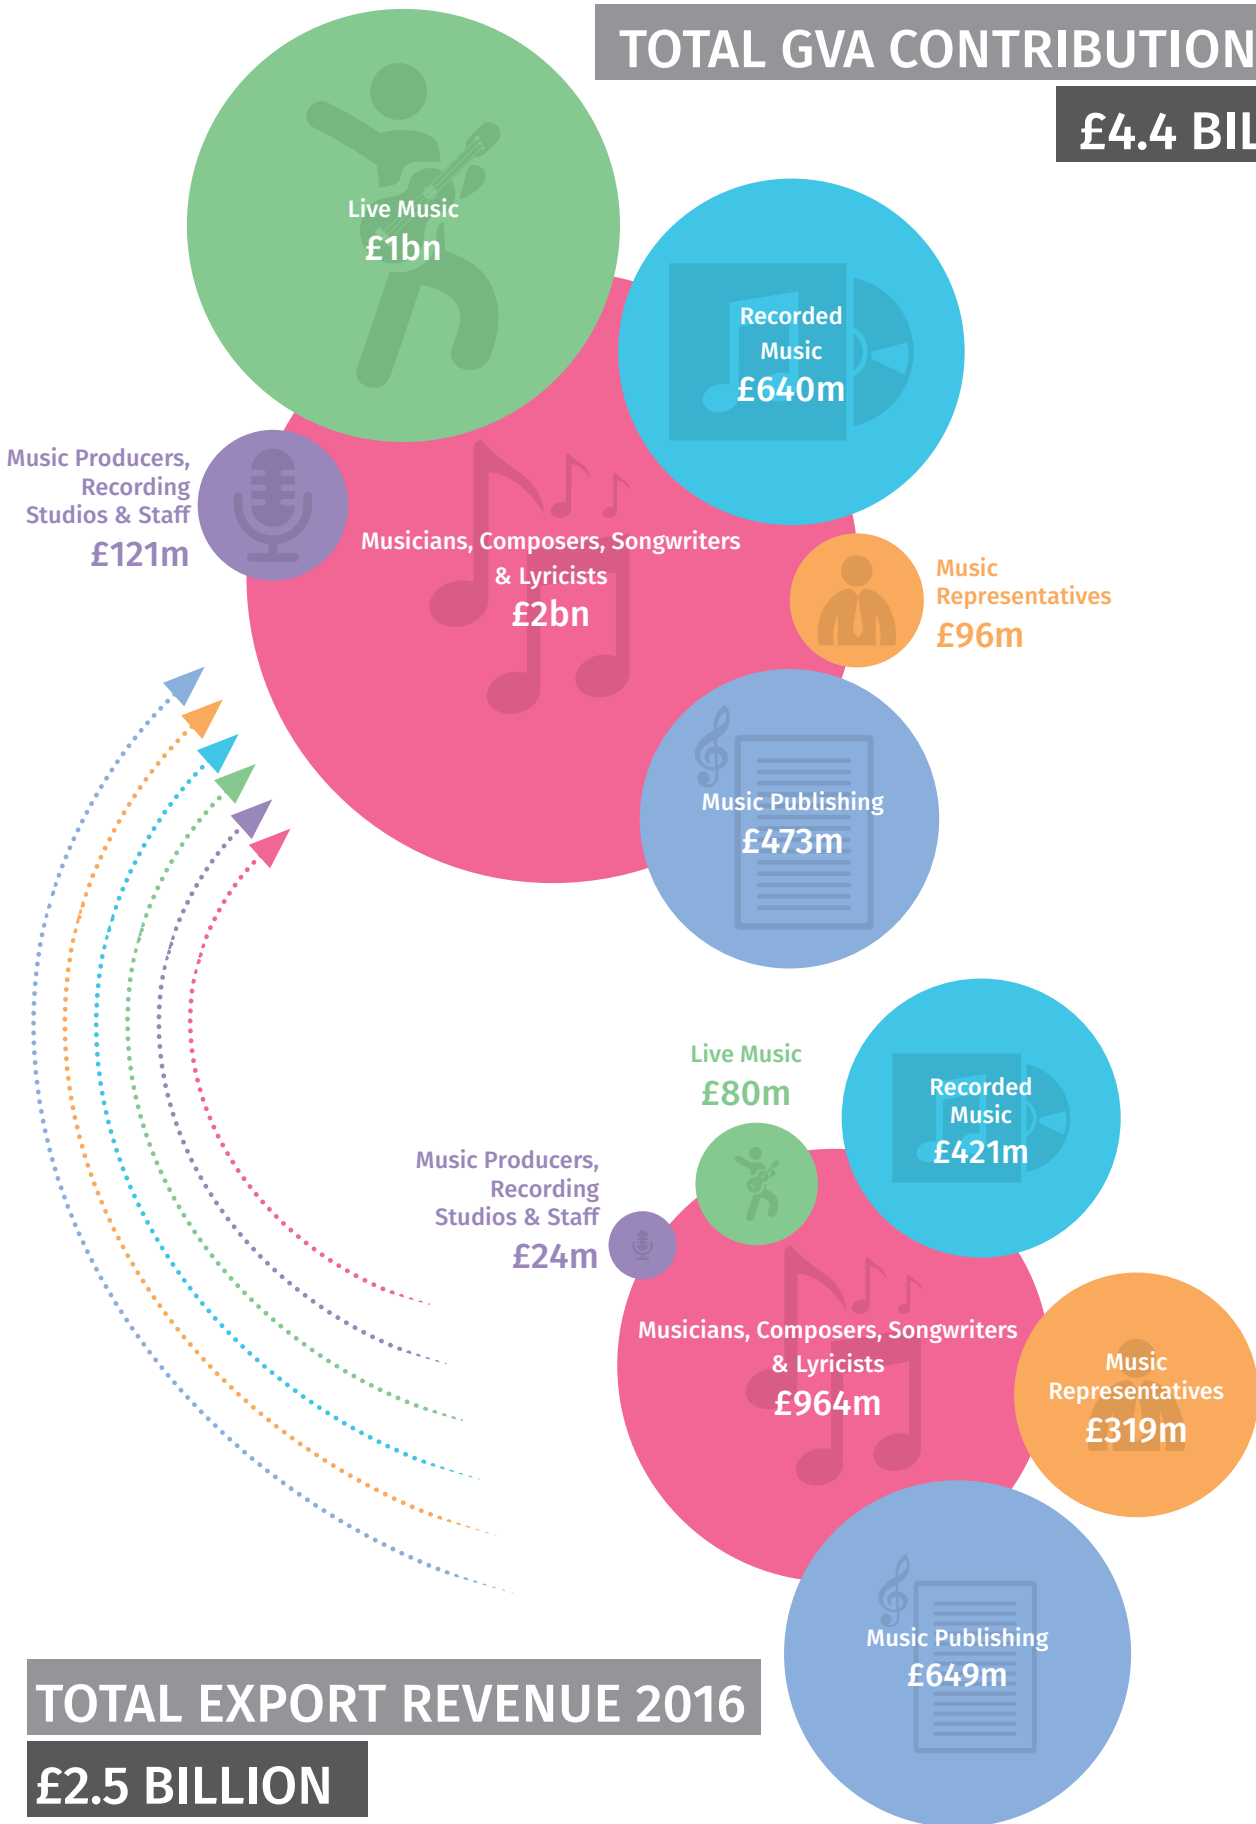 TOTAL GVA CONTRIBUTION
£4.4 BIL
Live Music
£1bn
Recorded
Music
£640m
Music Producers,
Recording
Studios & Staff
£121m
Musicians, Composers, Songwriters
& Lyricists
£2bn
Music
Representatives
£96m
Music Publishing
£473m
Live Music
£80m
Recorded
Music
£421m
Music Producers,
Recording
Studios & Staff
£24m
Musicians, Composers, Songwriters
& Lyricists
£964m
Music
Representatives
£319m
Music Publishing
£649m
TOTAL EXPORT REVENUE 2016
£2.5 BILLION